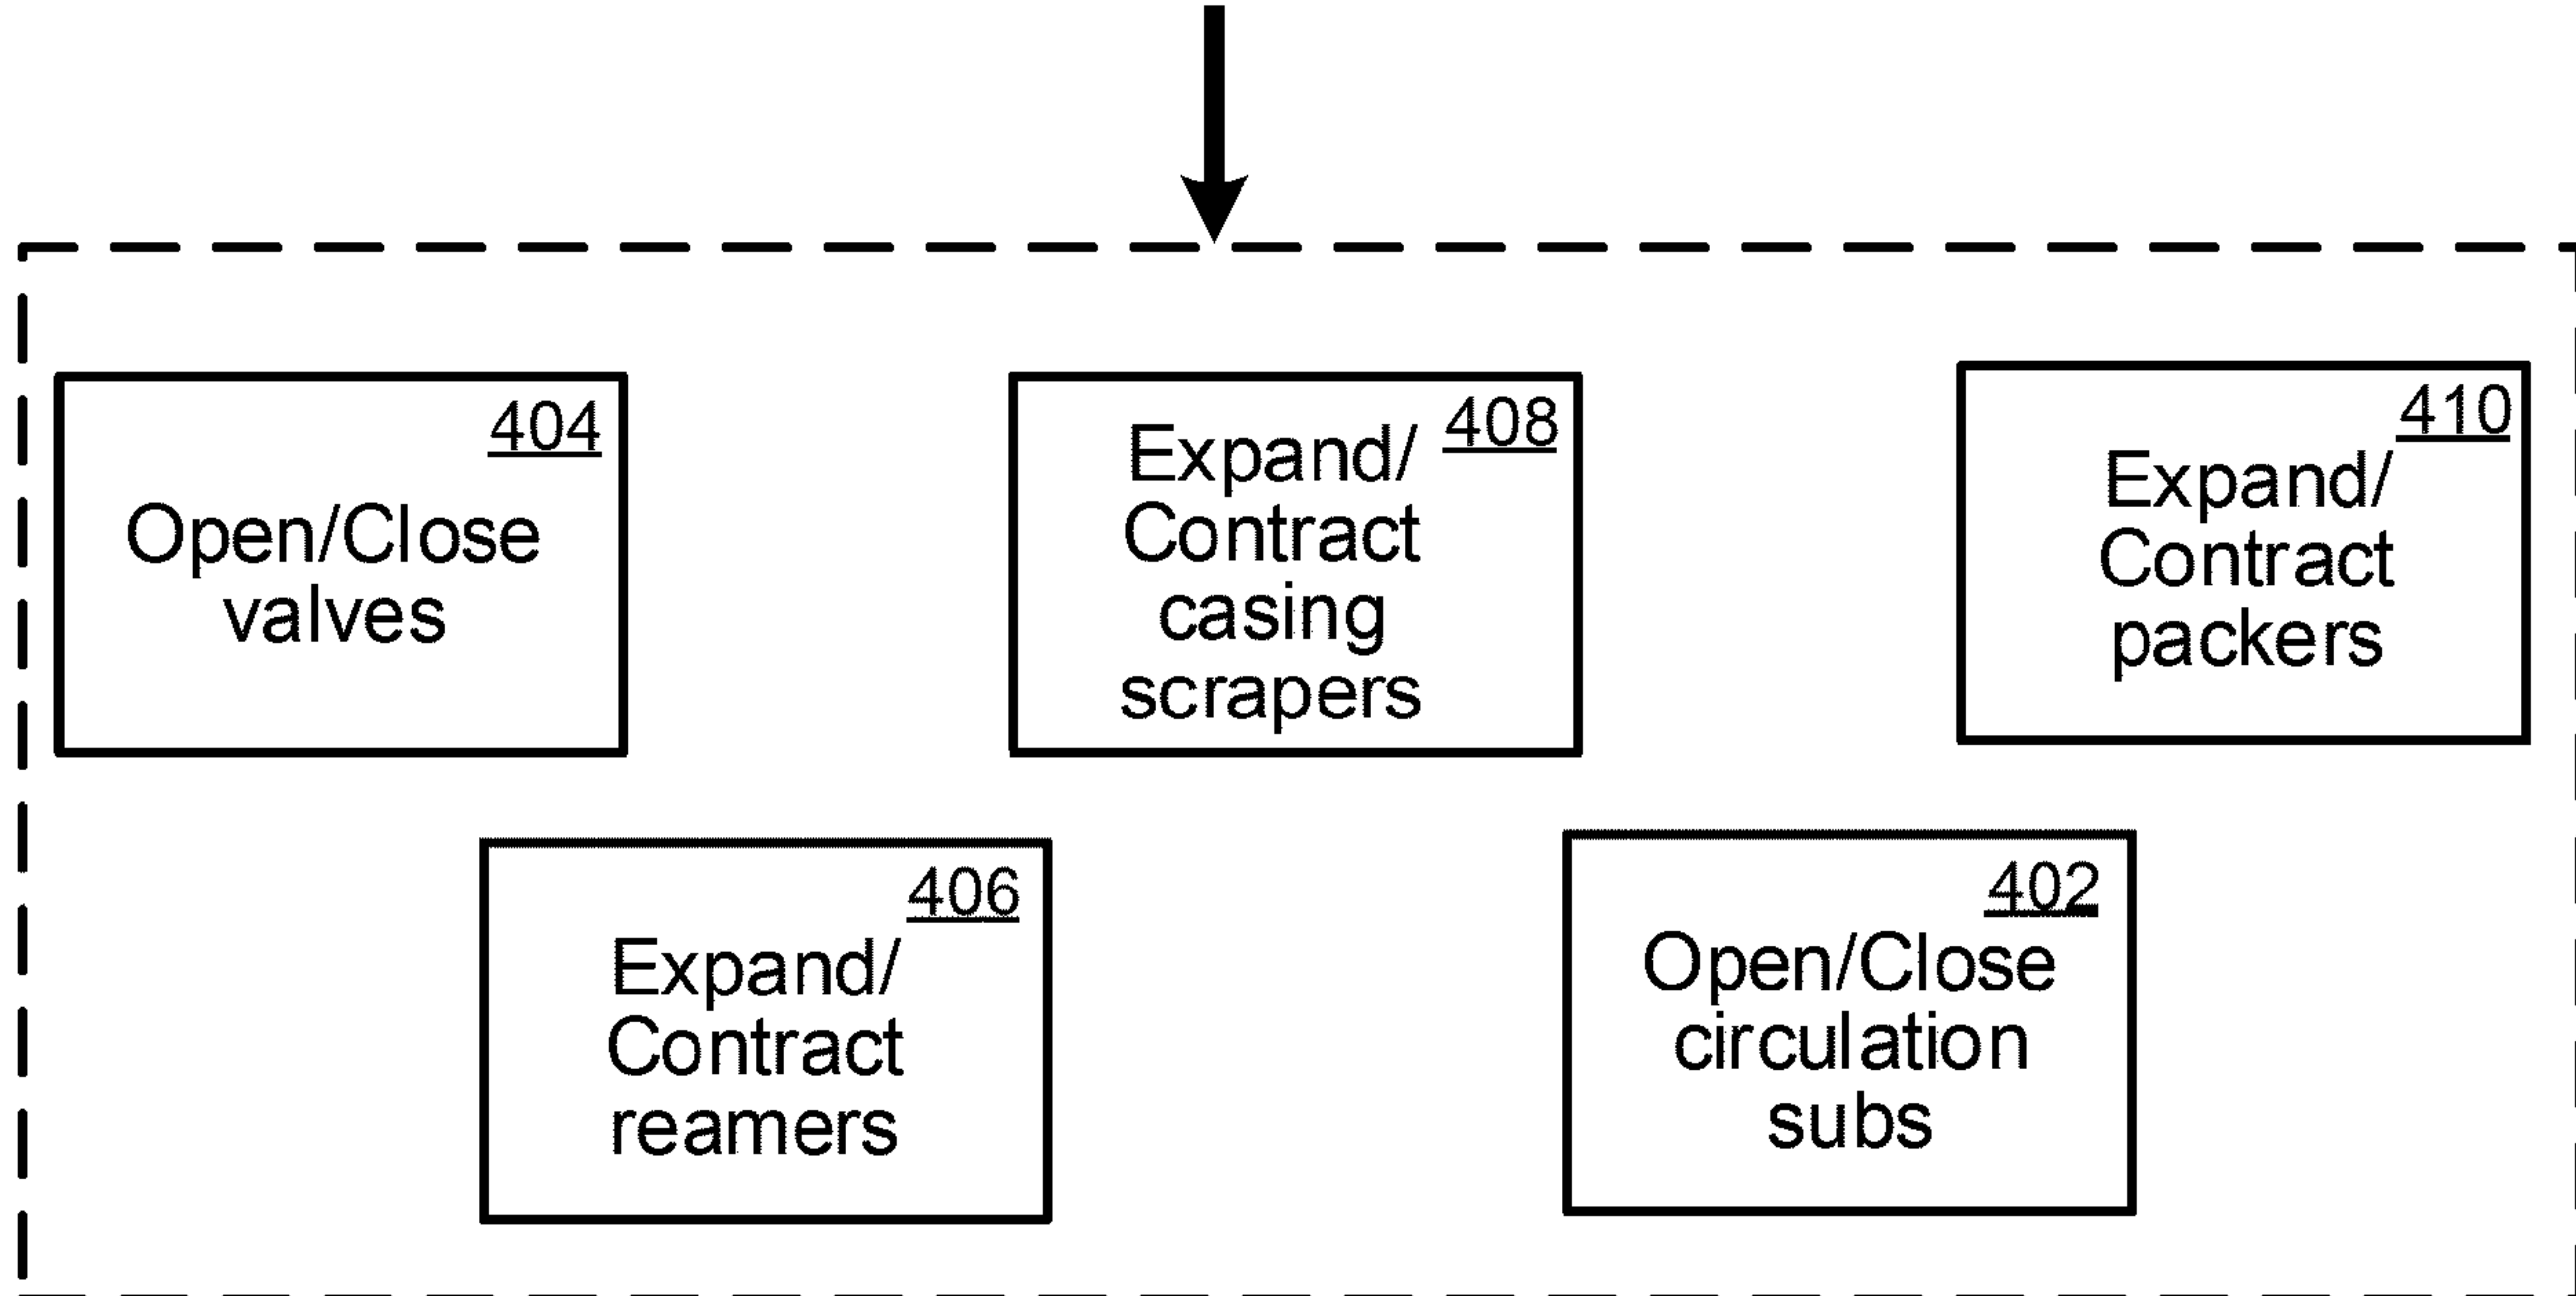 404
Open/Close
valves
408
Expand/
Contract
casing
scrapers
410
Expand/
Contract
packers
406
Expand/
Contract
reamers
402
Open/Close
circulation
subs